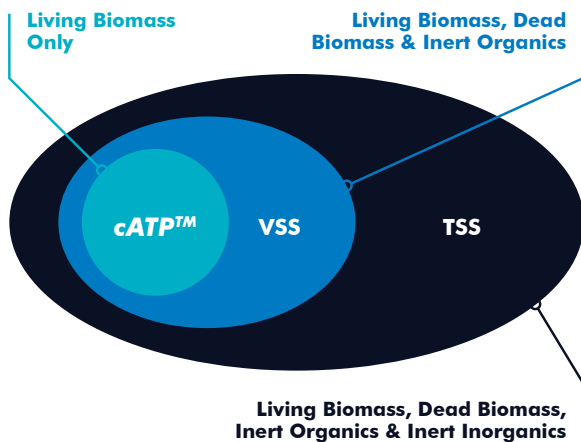 Living Biomass
Only
Living Biomass, Dead
Biomass & Inert Organics
cATP™
VSS
TSS
Living Biomass, Dead Biomass,
Inert Organics & Inert Inorganics